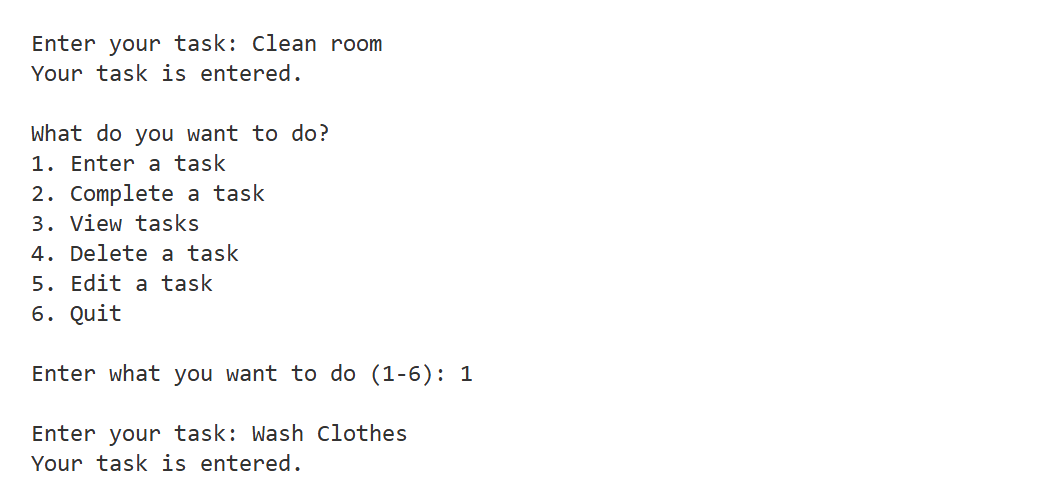 Enter your task: Clean room
Your task is entered.
What do you want to do?
1. Enter a task
2. Complete a task
3. View tasks
4. Delete a task
5. Edit a task
6. Quit
Enter what you want to do (1-6): 1
Enter your task: Wash Clothes
Your task is entered.